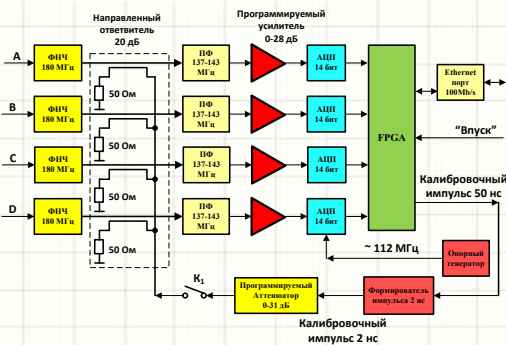 Направленный
ответвитель
20 дБ
Программируемый
усилитель
0-28 дБ
A
ФНЧ
180 МГц
ПФ
137-143
МГц
АЦП
14 бит
50 Ом
B
ФНЧ
180 МГц
ПФ
137-143
МГц
АЦП
14 бит
50 Ом
C
ФНЧ
180 МГц
ПФ
137-143
МГц
АЦП
14 бит
50 Ом
D
ФНЧ
180 МГц
ПФ
137-143
МГц
АЦП
14 бит
50 Ом
FPGA
Ethernet
порт
100Mb/s
“Впуск”
Калибровочный
импульс 50 нс
~ 112 МГц
Опорный
генератор
K1
Программируемый
Аттенюатор
0-31 дБ
Формирователь
импульса 2 нс
Калибровочный
импульс 2 нс